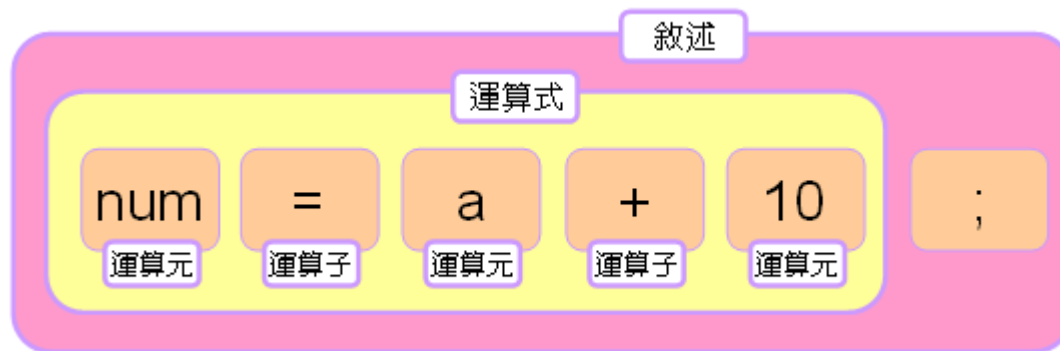 敘述
運算式
num = a + 10 ;
運算元 運算子 運算元 運算子 運算元